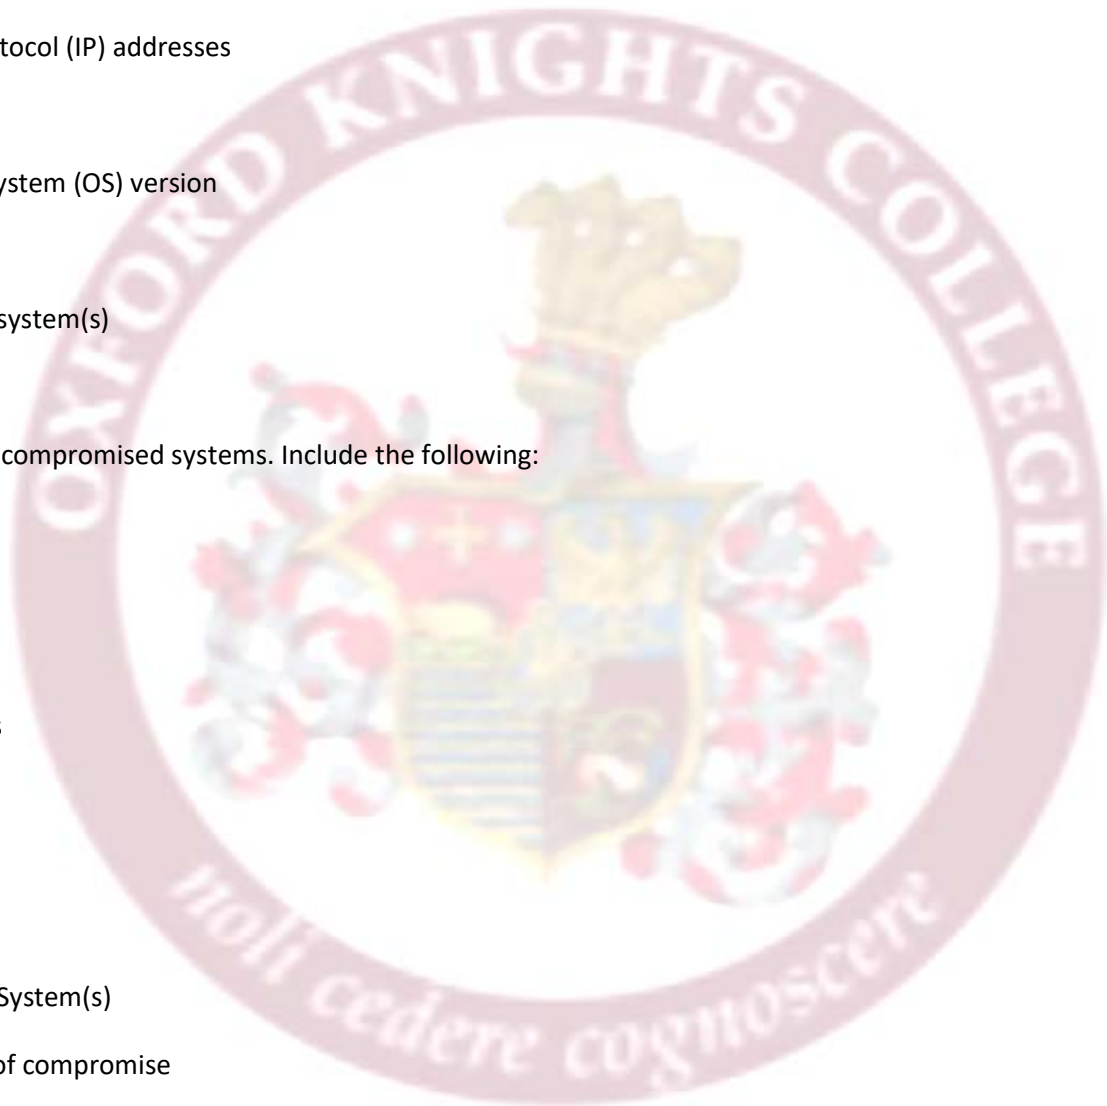 OXFORD KNIGHTS COLLEGE
tocol (IP) addresses
ystem (OS) version
system(s)
compromised systems. Include the following:
s
System(s)
of compromise
noli cedere cognoscere